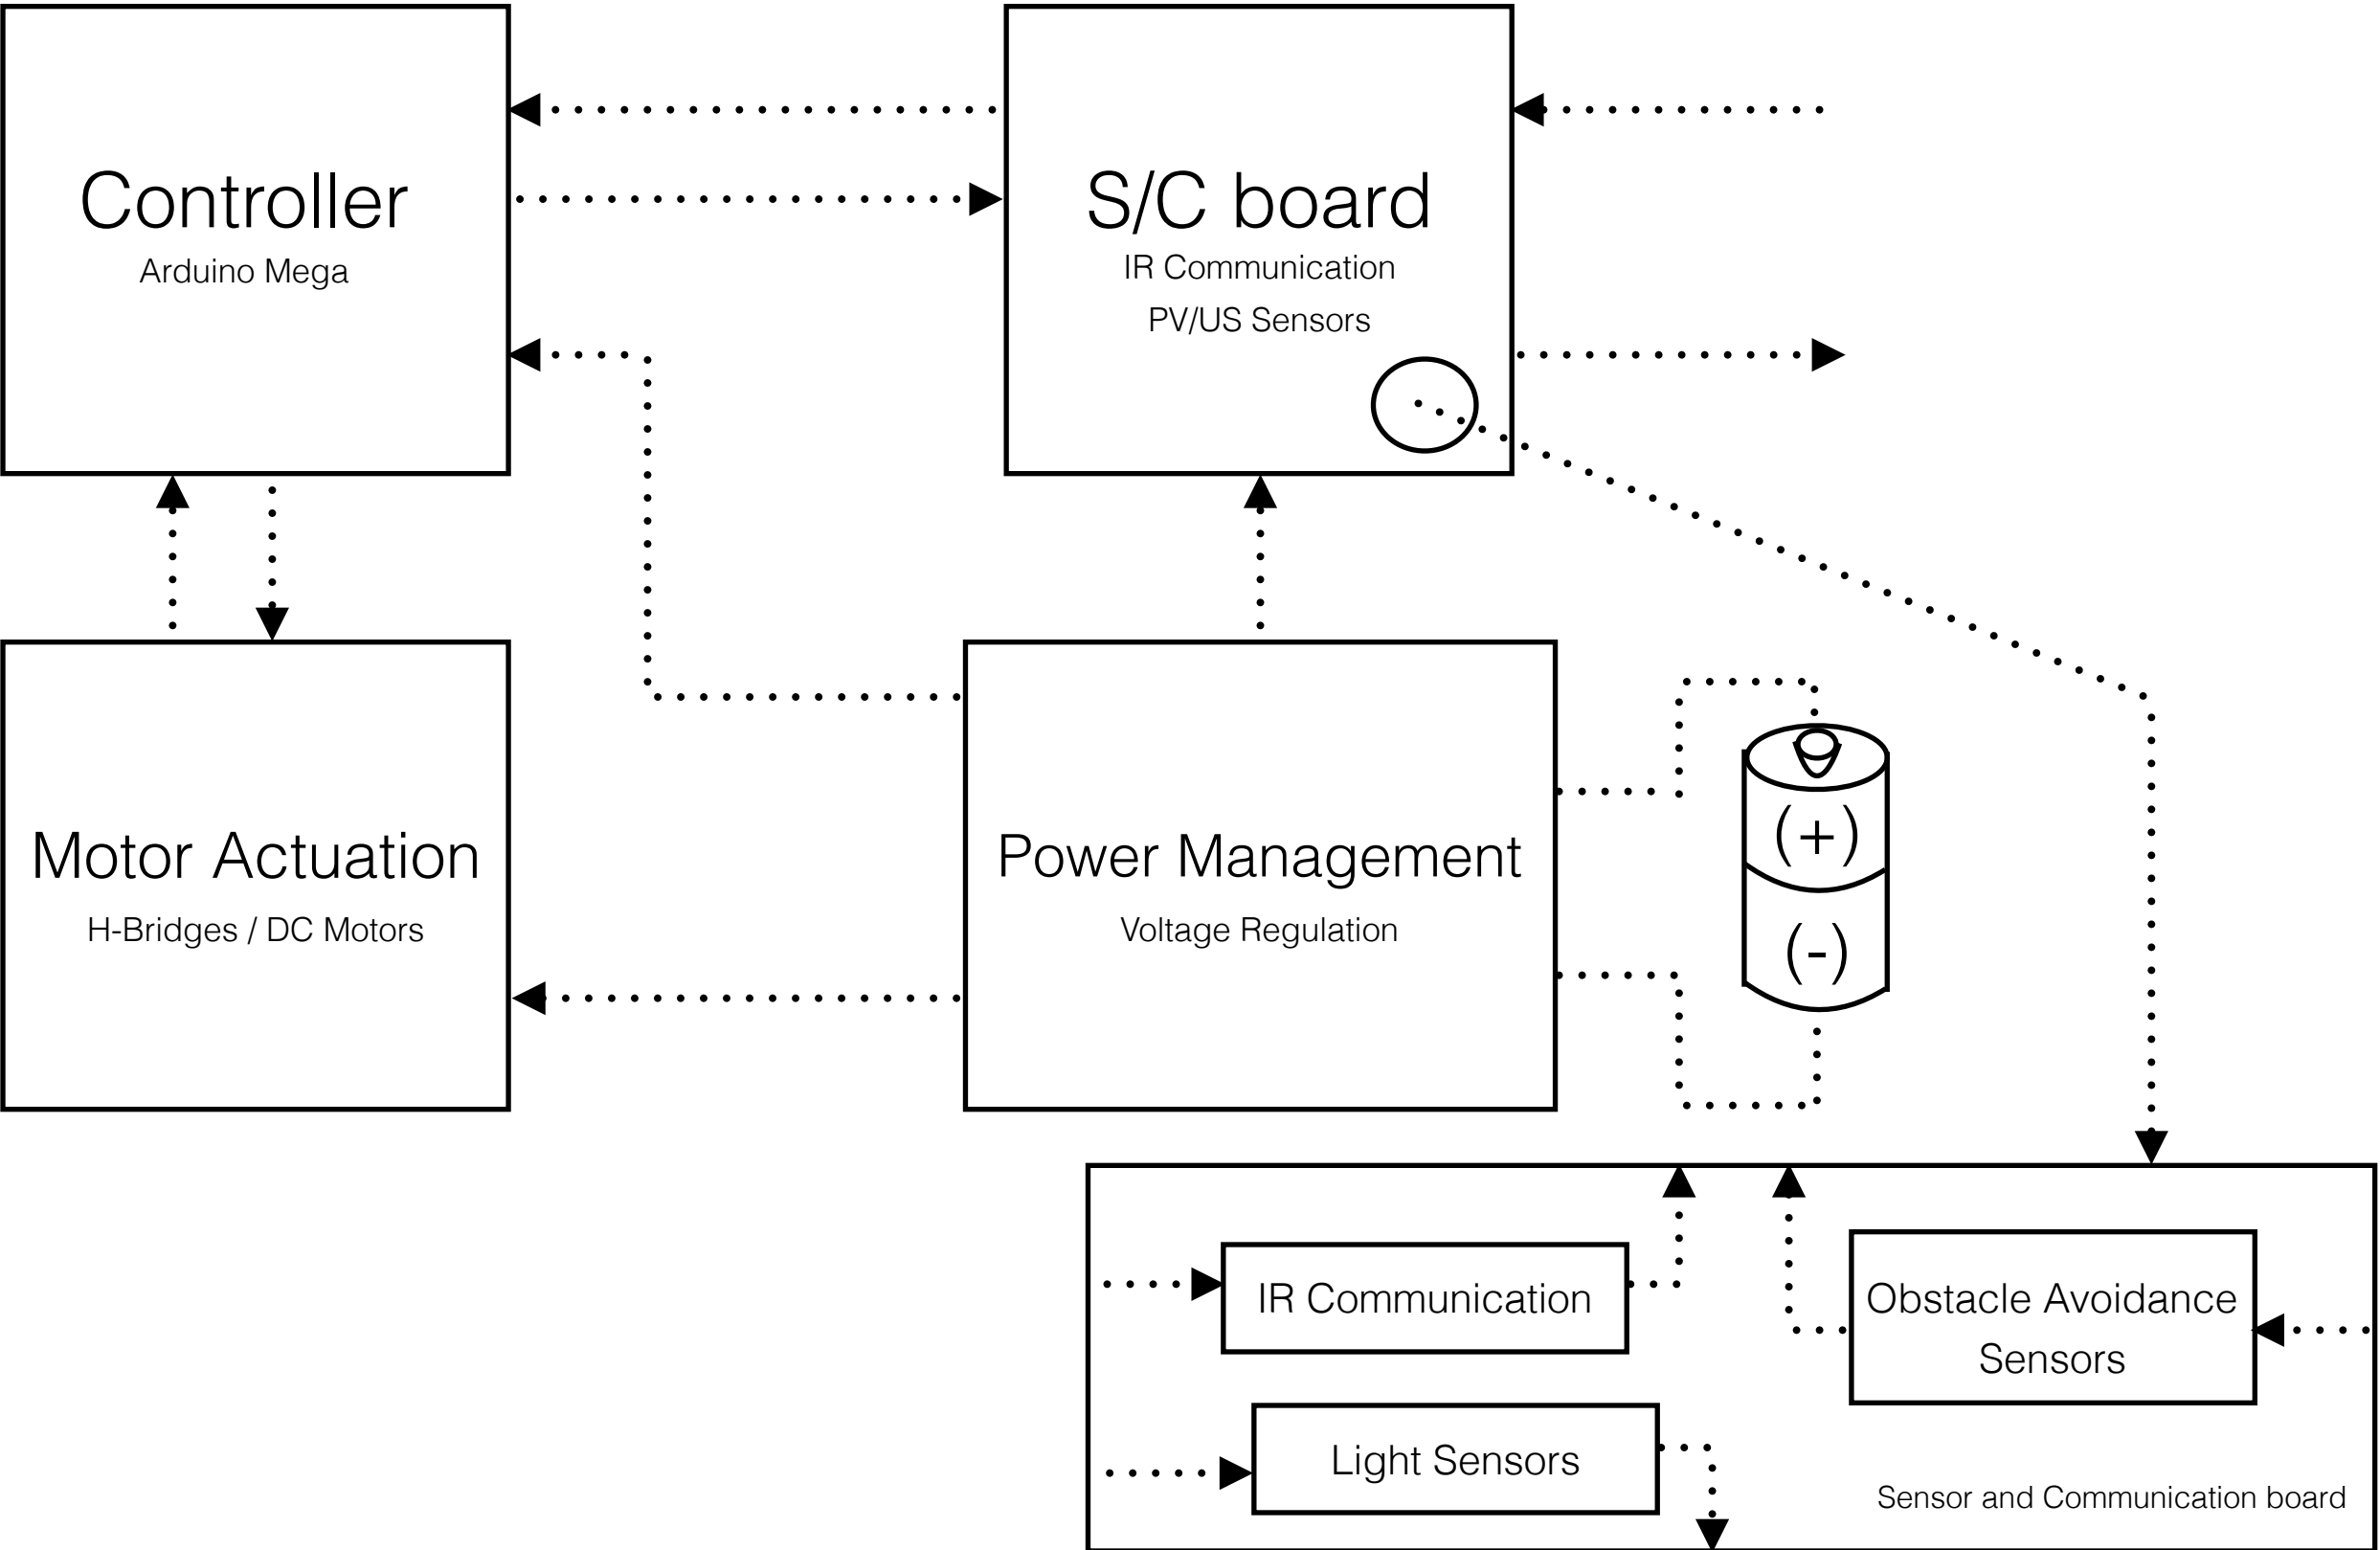 Controller
Arduino Mega
S/C board
IR Communication
PV/US Sensors
Motor Actuation
H-Bridges / DC Motors
Power Management
Voltage Regulation
(+)
(-)
IR Communication
Obstacle Avoidance
Sensors
Light Sensors
Sensor and Communication board